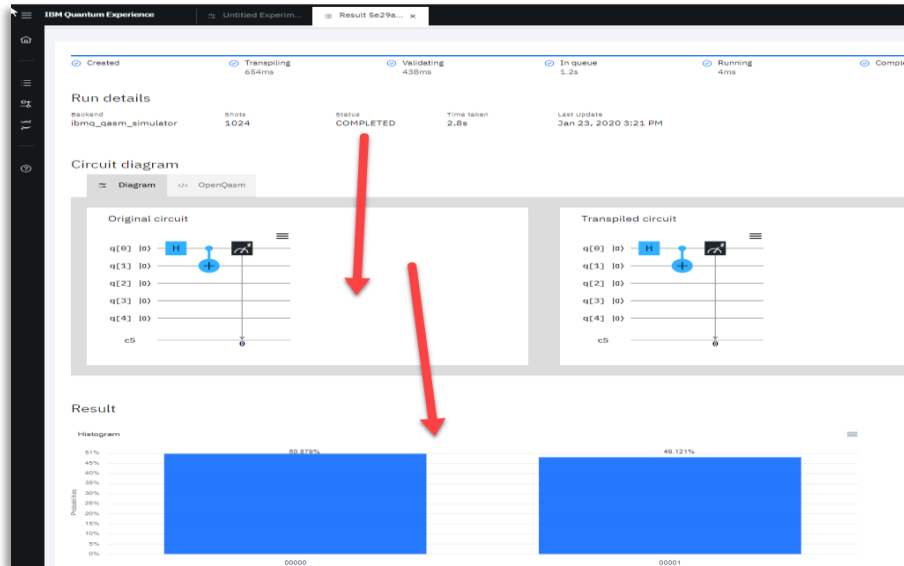 IBM Quantum Experience
Untitled Experim...
Result 5e29a... ×
Created
Transpiling
654ms
Validating
438ms
In queue
1.2s
Running
4ms
Comple
Run details
Backend
ibmq_qasm_simulator
Shots
1024
Status
COMPLETED
Time taken
2.8s
Last Update
Jan 23, 2020 3:21 PM
Circuit diagram
Diagram
</> OpenQasm
Original circuit
q[0] |0⟩ H + z
q[1] |0⟩
q[2] |0⟩
q[3] |0⟩
q[4] |0⟩
c5 0
Transpiled circuit
q[0] |0⟩ H + z
q[1] |0⟩
q[2] |0⟩
q[3] |0⟩
q[4] |0⟩
c5 0
Result
Histogram
Probabilities
51%
45%
40%
35%
30%
25%
20%
15%
10%
5%
0%
50.879%
49.121%
00000
00001